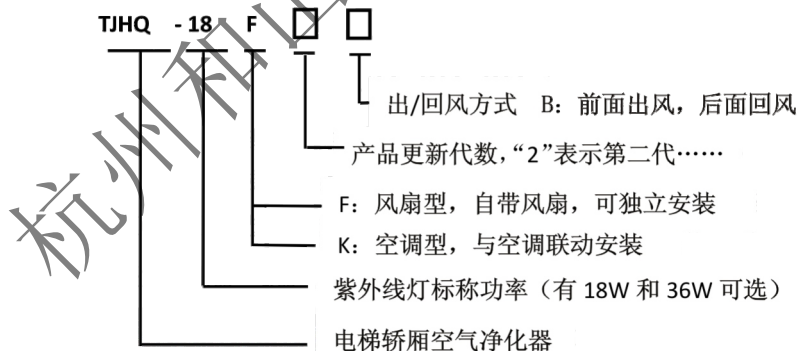 TJHQ -18 F □ □
出/回风方式 B：前面出风，后面回风
产品更新代数，“2”表示第二代……
F：风扇型，自带风扇，可独立安装
K：空调型，与空调联动安装
紫外线灯标称功率（有 18W 和 36W 可选）
电梯轿厢空气净化器
杭州和山